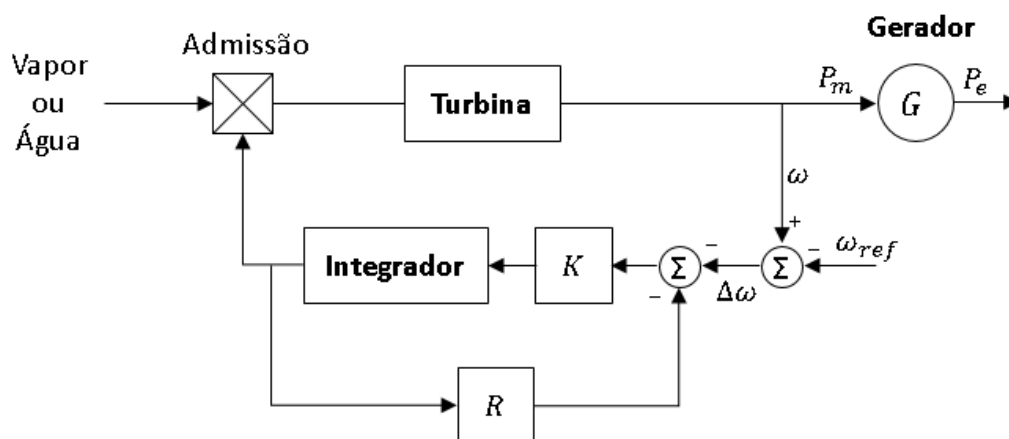 Gerador
Admissão
Vapor
ou
Água
Turbina
P_m
G
P_e
ω
+
−
ω_ref
Σ
Δω
−
Σ
−
K
Integrador
R